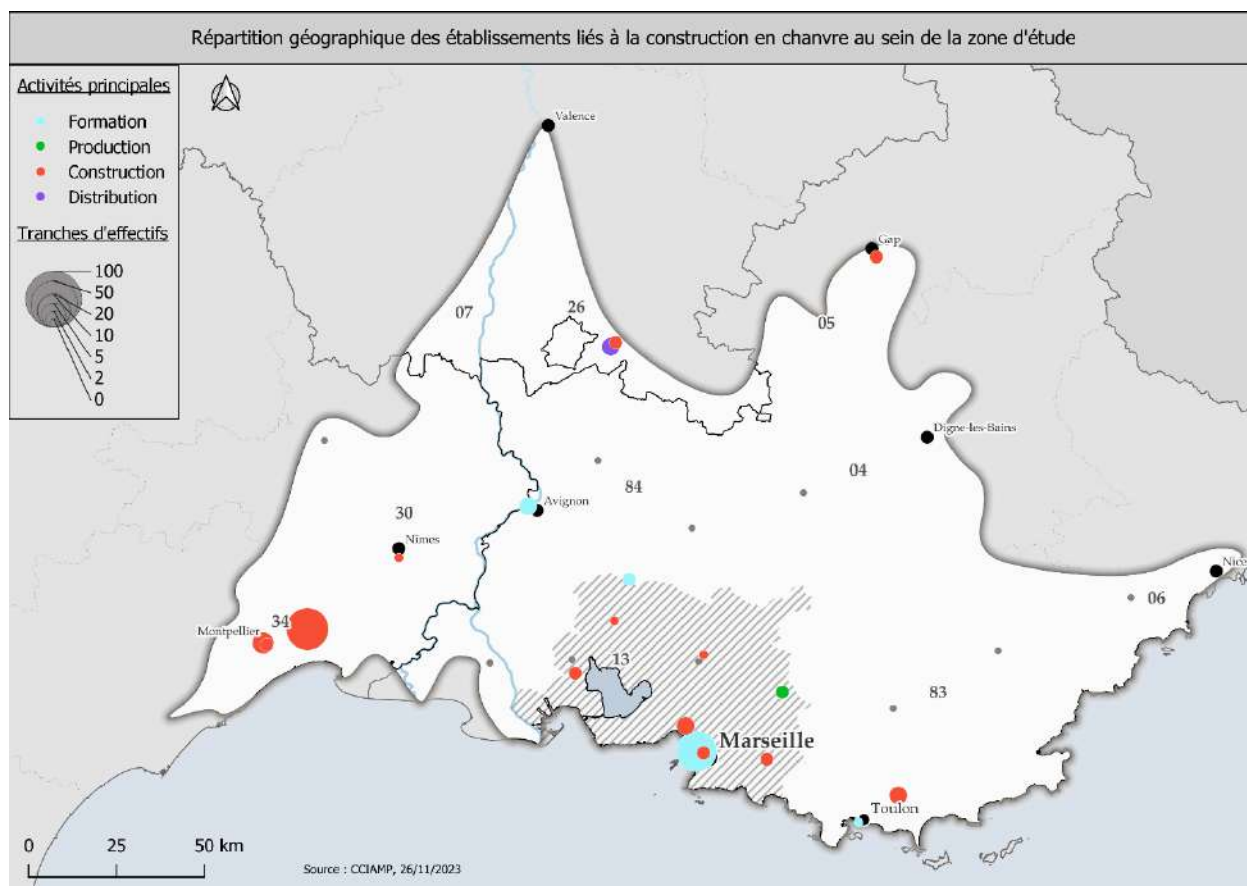 Répartition géographique des établissements liés à la construction en chanvre au sein de la zone d'étude
Activités principales
Formation
Production
Construction
Distribution
Tranches d'effectifs
100
50
20
10
5
2
0
Valence
Gap
07
26
05
Digne-les-Bains
04
84
Avignon
30
Nîmes
Nice
06
34
Montpellier
13
83
Marseille
Toulon
0 25 50 km
Source : CCIAMP, 26/11/2023